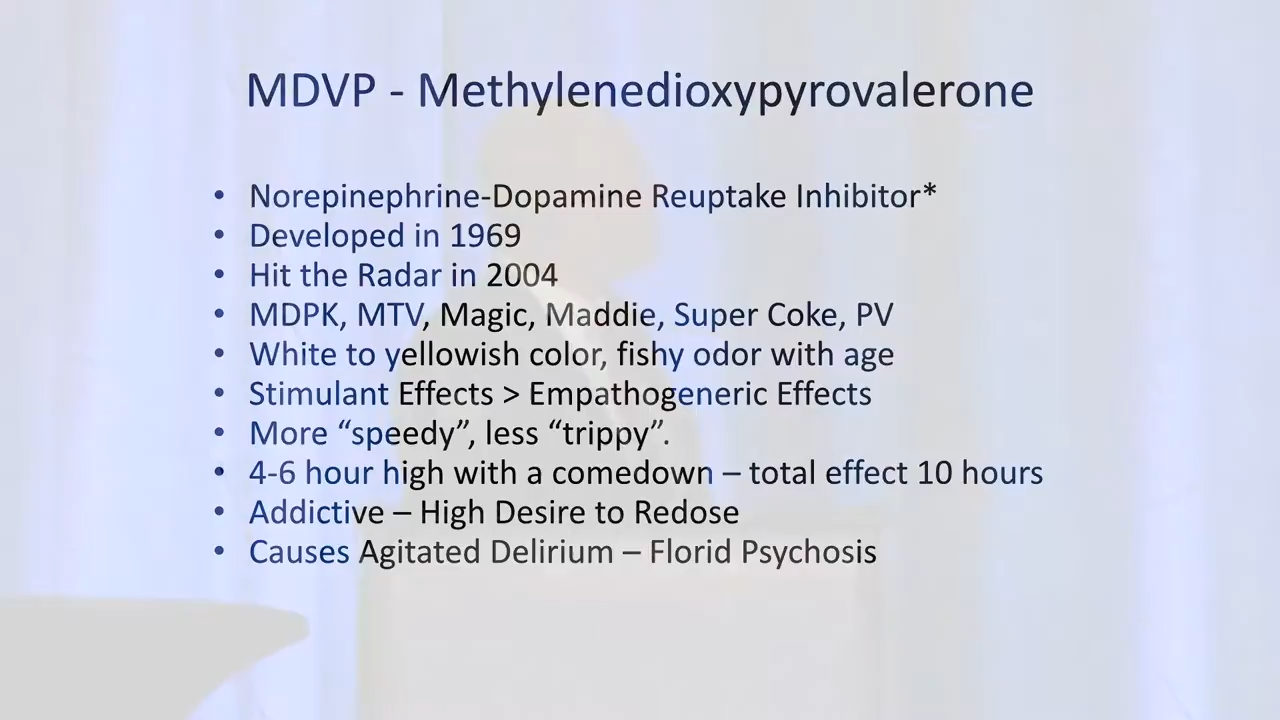 MDVP - Methylenedioxypyrovalerone
• Norepinephrine-Dopamine Reuptake Inhibitor*
• Developed in 1969
• Hit the Radar in 2004
• MDPK, MTV, Magic, Maddie, Super Coke, PV
• White to yellowish color, fishy odor with age
• Stimulant Effects > Empathogeneric Effects
• More “speedy”, less “trippy”.
• 4-6 hour high with a comedown – total effect 10 hours
• Addictive – High Desire to Redose
• Causes Agitated Delirium – Florid Psychosis